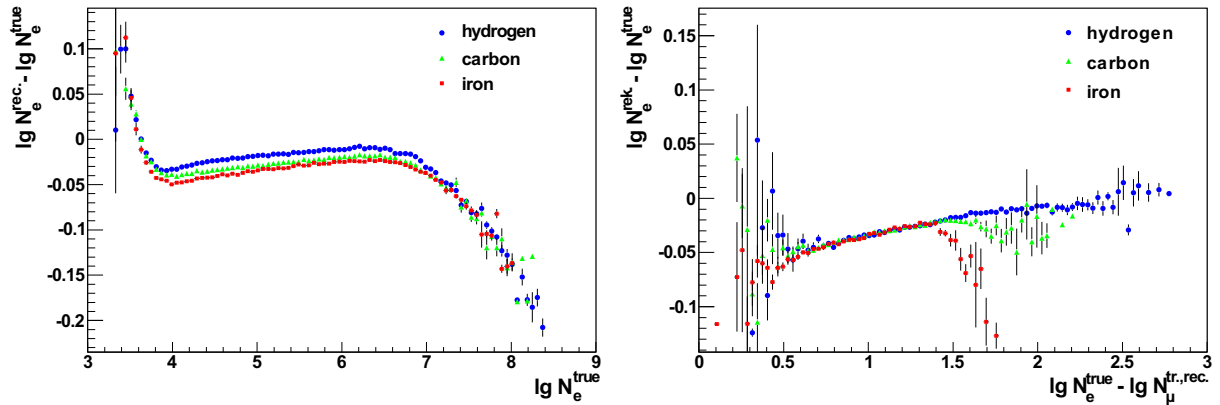 lg N_e^rec. - lg N_e^true
0.1
0.05
0
-0.05
-0.1
-0.15
-0.2
hydrogen
carbon
iron
3 4 5 6 7 8 9
lg N_e^true
lg N_e^rek. - lg N_e^true
0.15
0.1
0.05
0
-0.05
-0.1
hydrogen
carbon
iron
0 0.5 1 1.5 2 2.5 3
lg N_e^true - lg N_μ^tr.,rec.